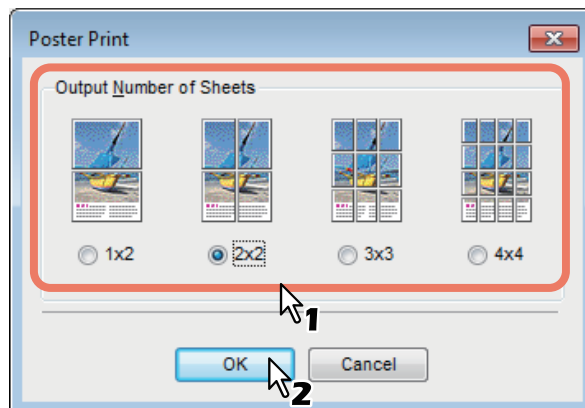 Poster Print
Output Number of Sheets
1x2
2x2
3x3
4x4
1
OK
Cancel
2